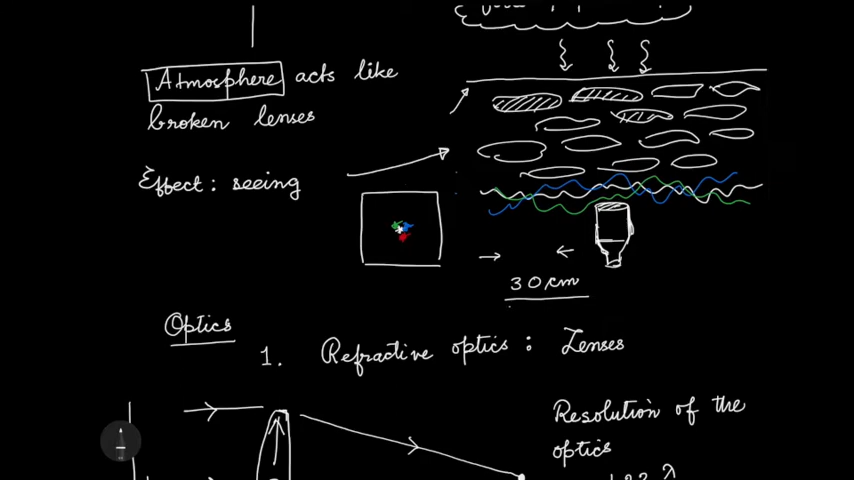 Atmosphere acts like
broken lenses
Effect: seeing
30 cm
Optics
1. Refractive optics: Lenses
Resolution of the
optics